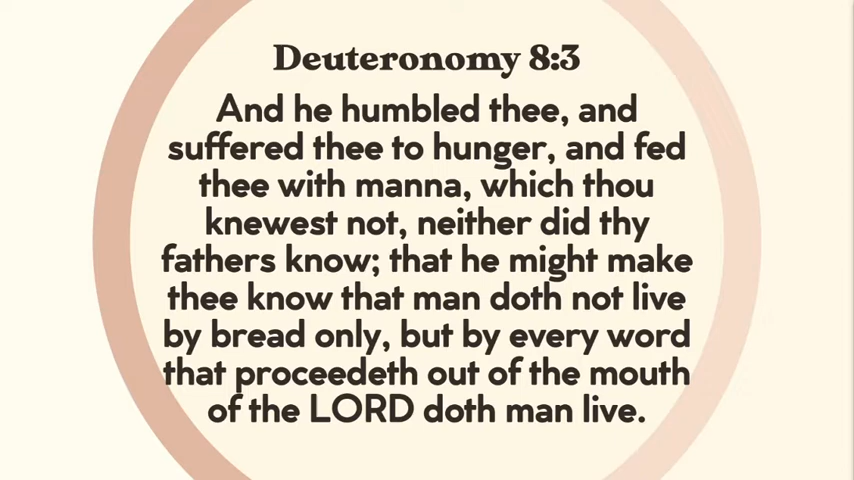 Deuteronomy 8:3
And he humbled thee, and
suffered thee to hunger, and fed
thee with manna, which thou
knewest not, neither did thy
fathers know; that he might make
thee know that man doth not live
by bread only, but by every word
that proceedeth out of the mouth
of the LORD doth man live.